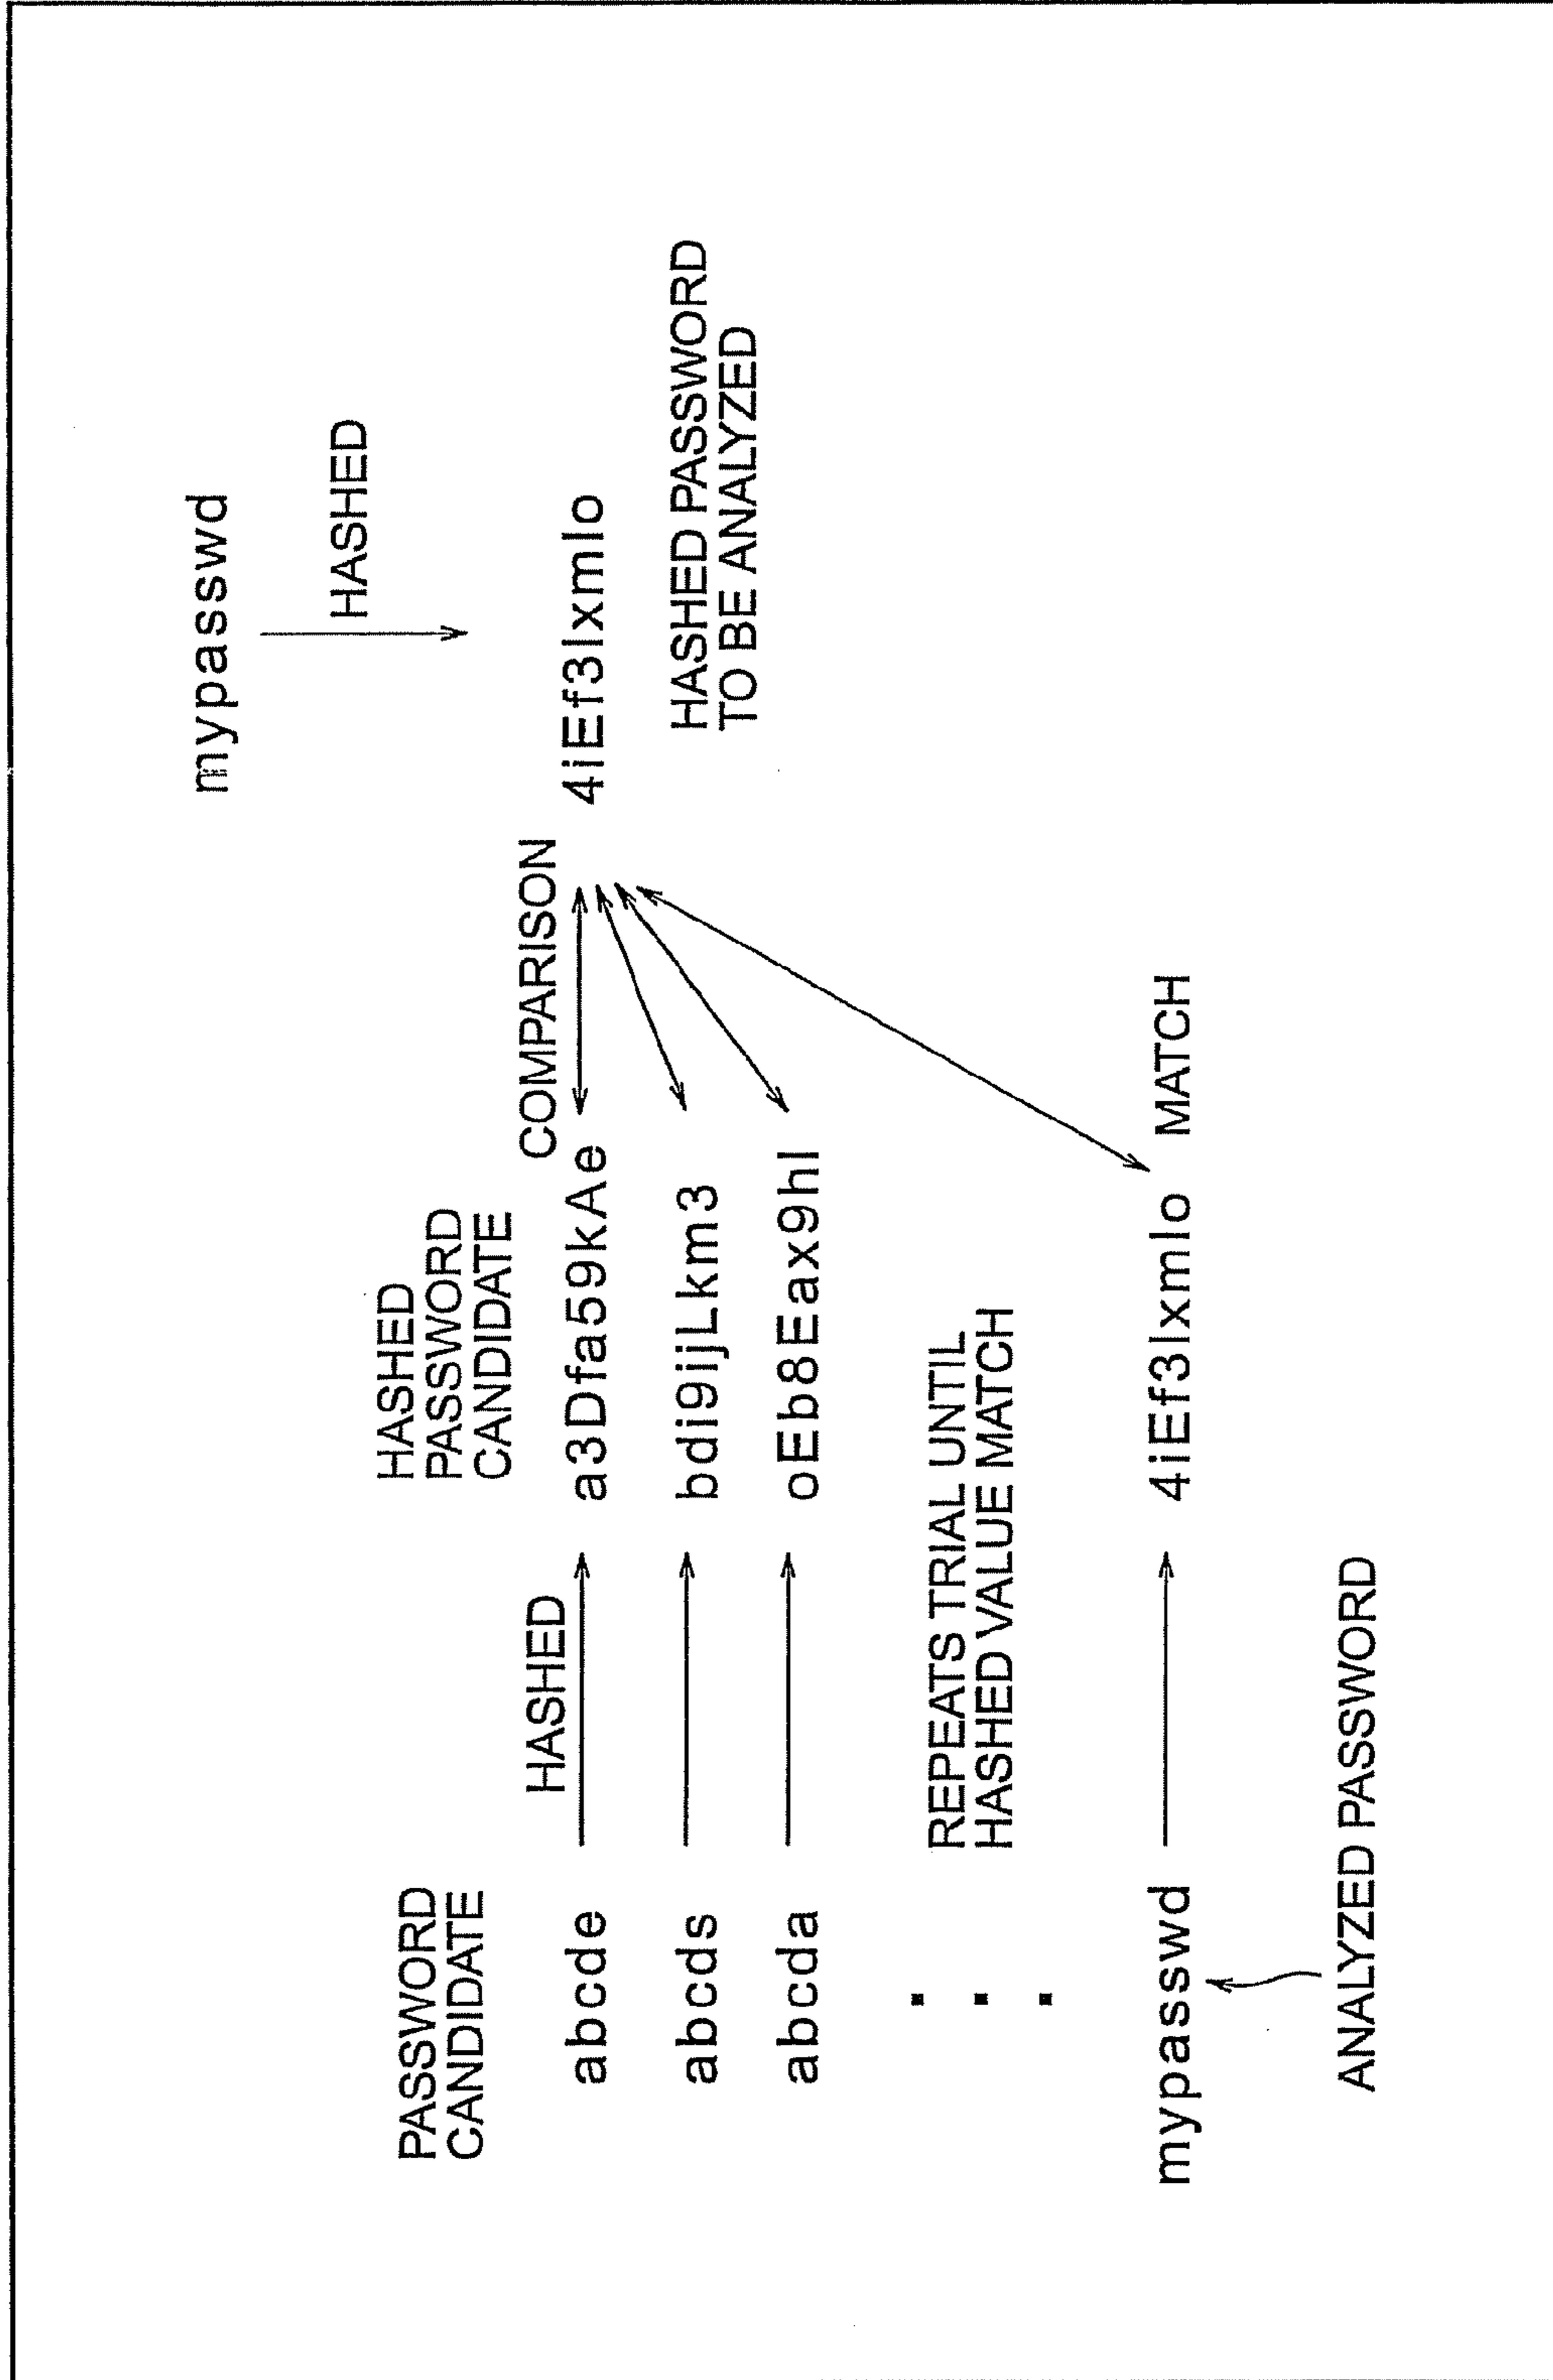 mypasswd
HASHED
HASHED
PASSWORD
CANDIDATE
PASSWORD
CANDIDATE
COMPARISON
HASHED
abcde
a3Dfa59kAe
4iEf3lxmlo
abcds
bdi9ijLkm3
HASHED PASSWORD
TO BE ANALYZED
abcda
oEb8Eax9hl
REPEATS TRIAL UNTIL
HASHED VALUE MATCH
mypasswd
4iEf3lxmlo
MATCH
ANALYZED PASSWORD